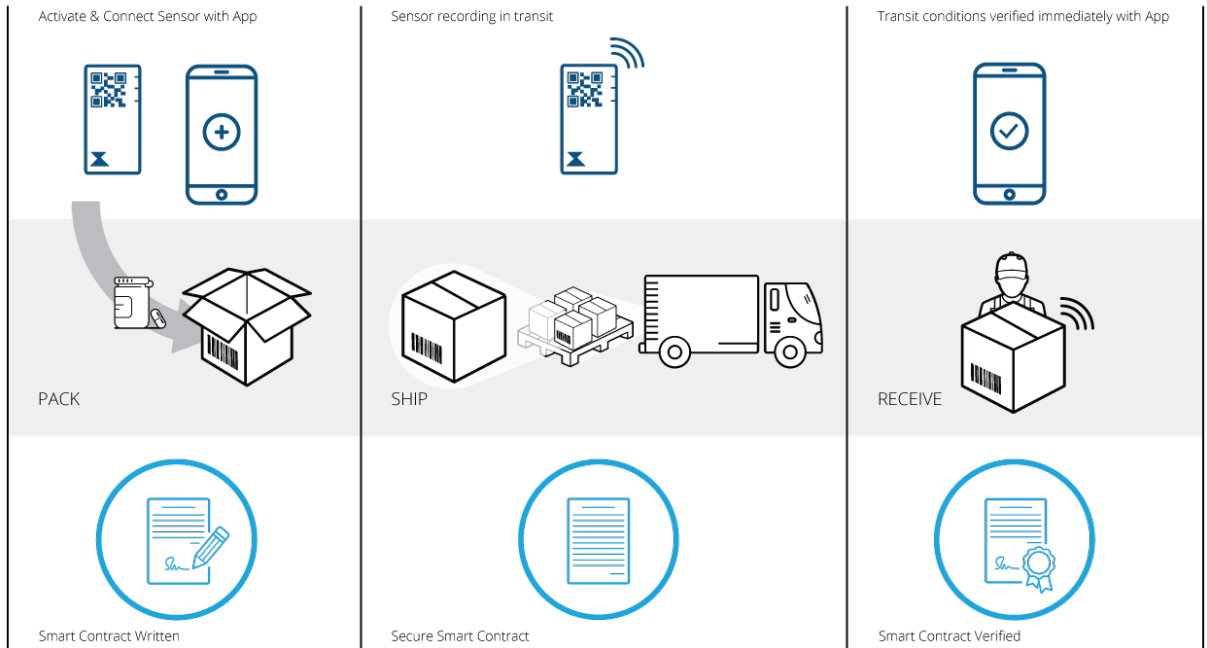 Activate & Connect Sensor with App
Sensor recording in transit
Transit conditions verified immediately with App
PACK
SHIP
RECEIVE
Smart Contract Written
Secure Smart Contract
Smart Contract Verified